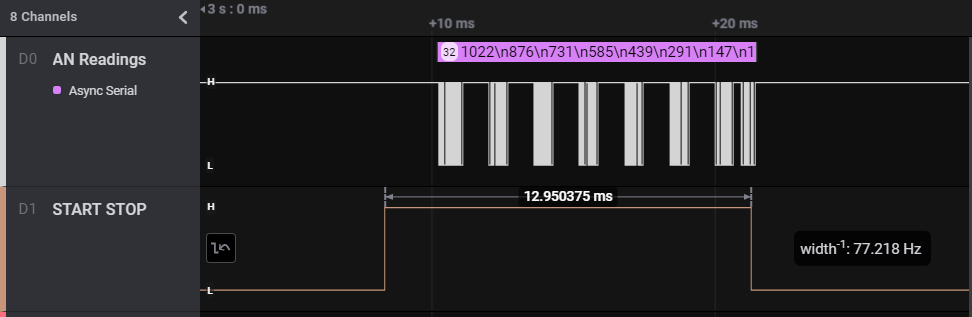 8 Channels
3 s : 0 ms
+10 ms
+20 ms
D0 AN Readings
32 1022\n876\n731\n585\n439\n291\n147\n1
Async Serial
H
L
D1 START STOP
H
12.950375 ms
width-1: 77.218 Hz
L